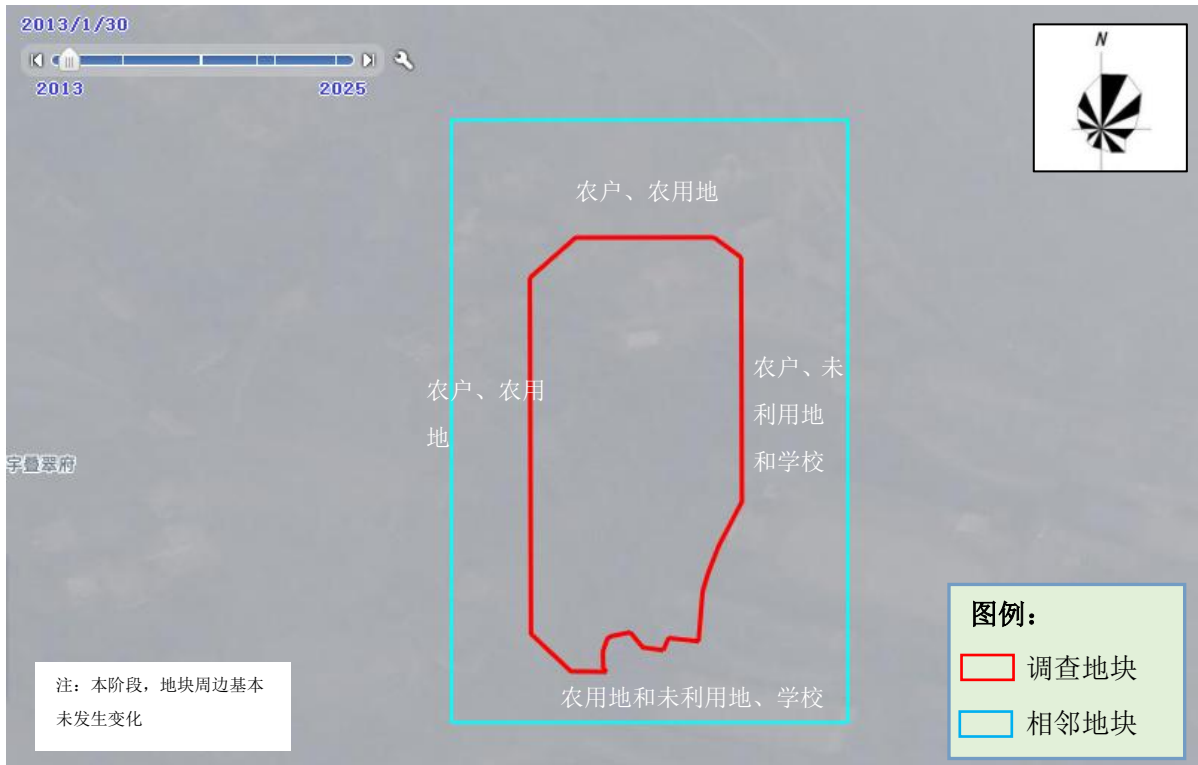 2013/1/30
2013
2025
N
农户、农用地
农户、农用
地
农户、未
利用地
和学校
宇叠翠府
农用地和未利用地、学校
图例：
调查地块
相邻地块
注：本阶段，地块周边基本
未发生变化